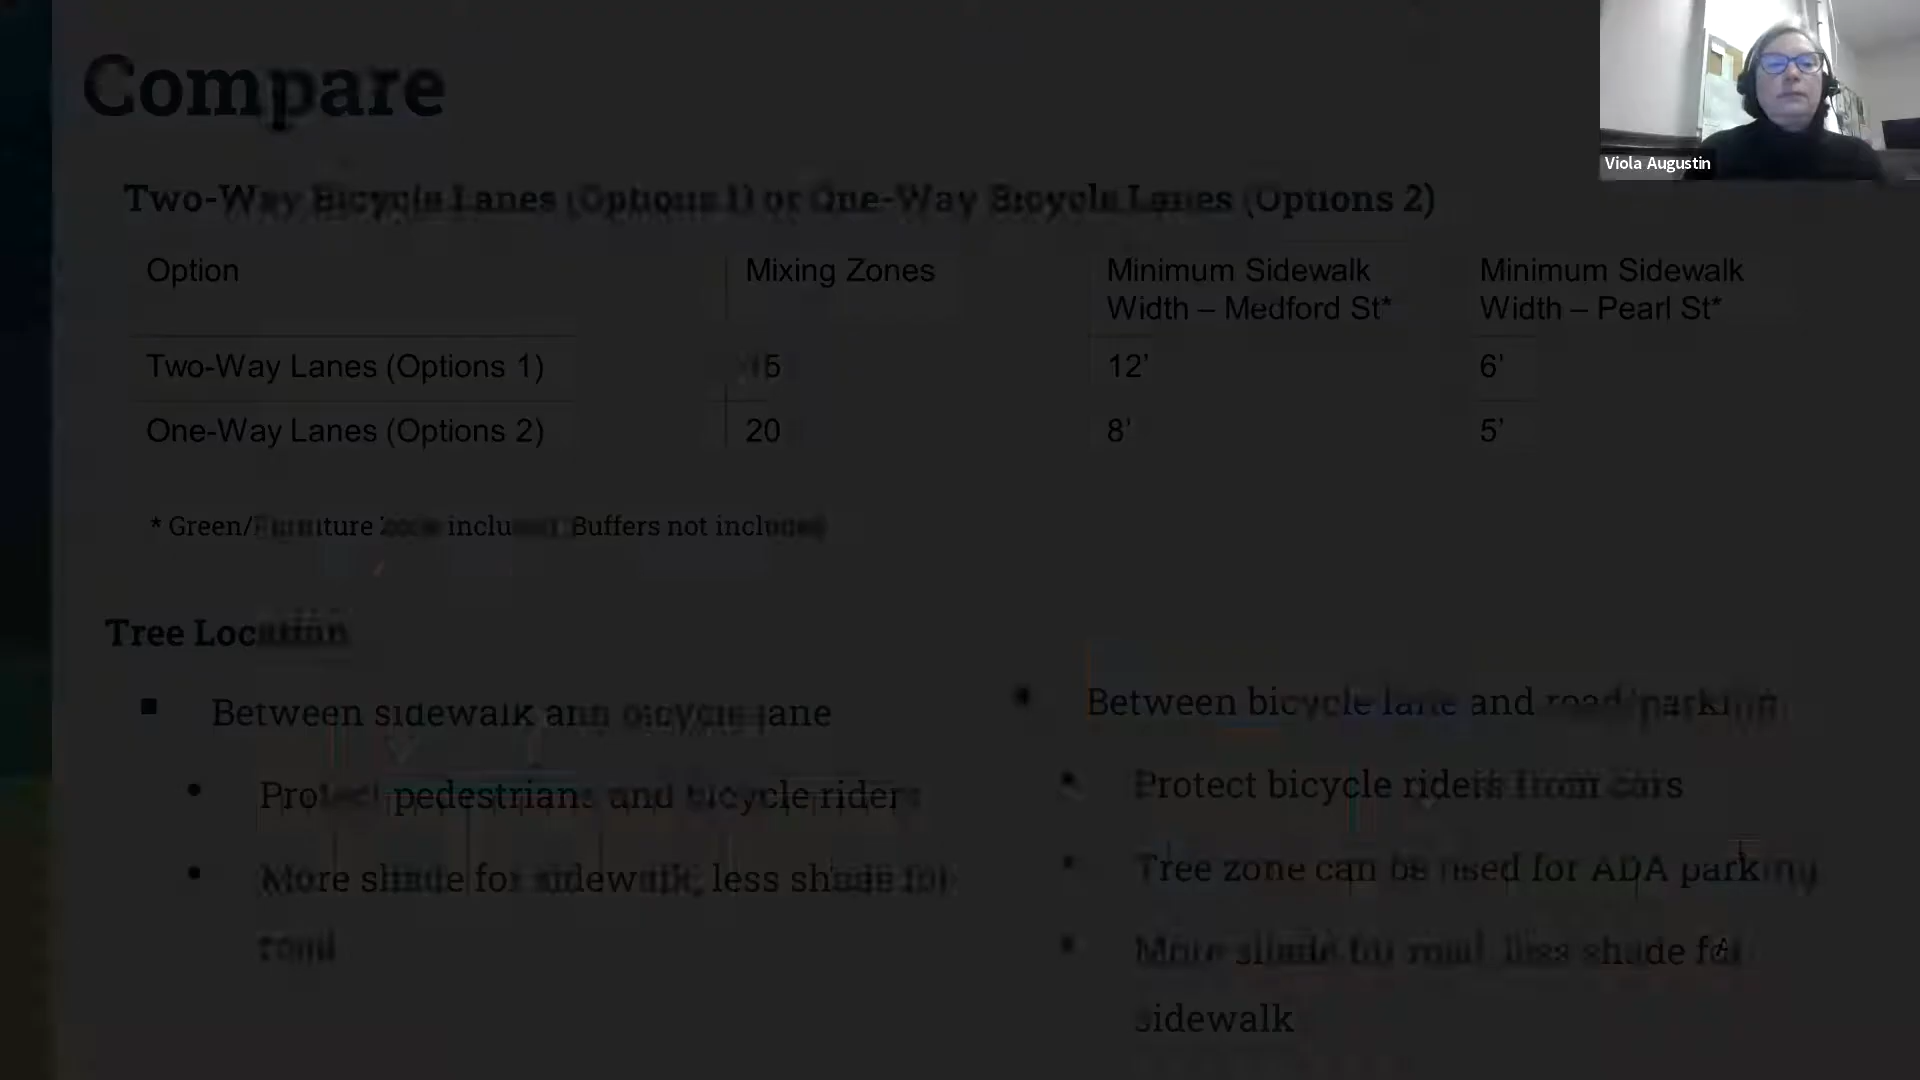 Compare
Viola Augustin
Two-Way Bicycle Lanes (Options 1) or One-Way Bicycle Lanes (Options 2)
Option Mixing Zones Minimum Sidewalk Width – Medford St* Minimum Sidewalk Width – Pearl St*
Two-Way Lanes (Options 1) 15 12’ 6’
One-Way Lanes (Options 2) 20 8’ 5’
* Green/Furniture zone included. Buffers not included
Tree Location
■ Between sidewalk and bicycle lane
• Protect pedestrians and bicycle riders
• More shade for sidewalk, less shade for
road
▪ Between bicycle lane and road/parking
• Protect bicycle riders from cars
• Tree zone can be used for ADA parking
• More shade for road, less shade for
sidewalk